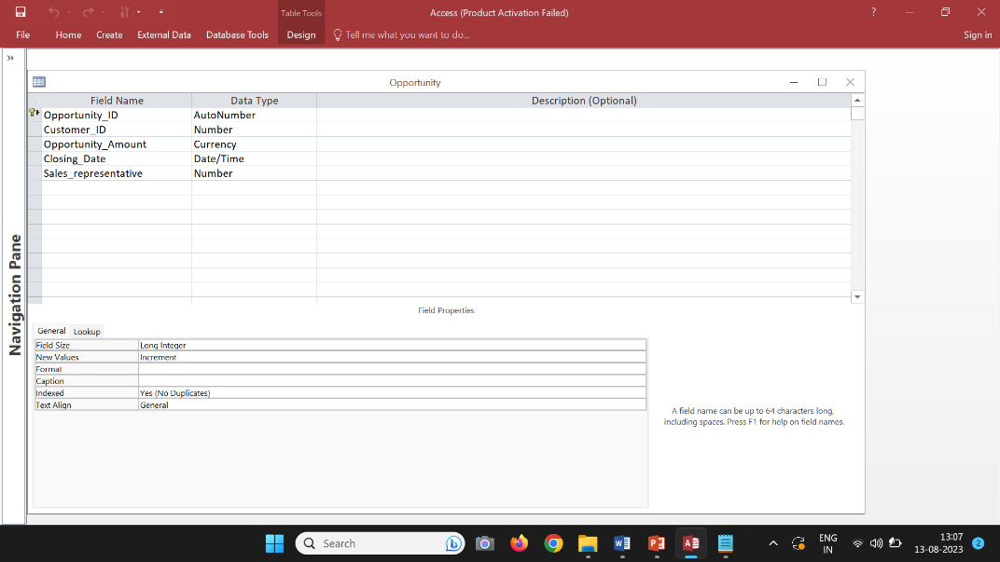 Table Tools
Access (Product Activation Failed)
?
File Home Create External Data Database Tools Design Tell me what you want to do... Sign in
»
Opportunity
Field Name Data Type Description (Optional)
Opportunity_ID AutoNumber
Customer_ID Number
Opportunity_Amount Currency
Closing_Date Date/Time
Sales_representative Number
Navigation Pane
Field Properties
General Lookup
Field Size Long Integer
New Values Increment
Format
Caption
Indexed Yes (No Duplicates)
Text Align General
A field name can be up to 64 characters long,
including spaces. Press F1 for help on field names.
Search
ENG
IN
13:07
13-08-2023
2